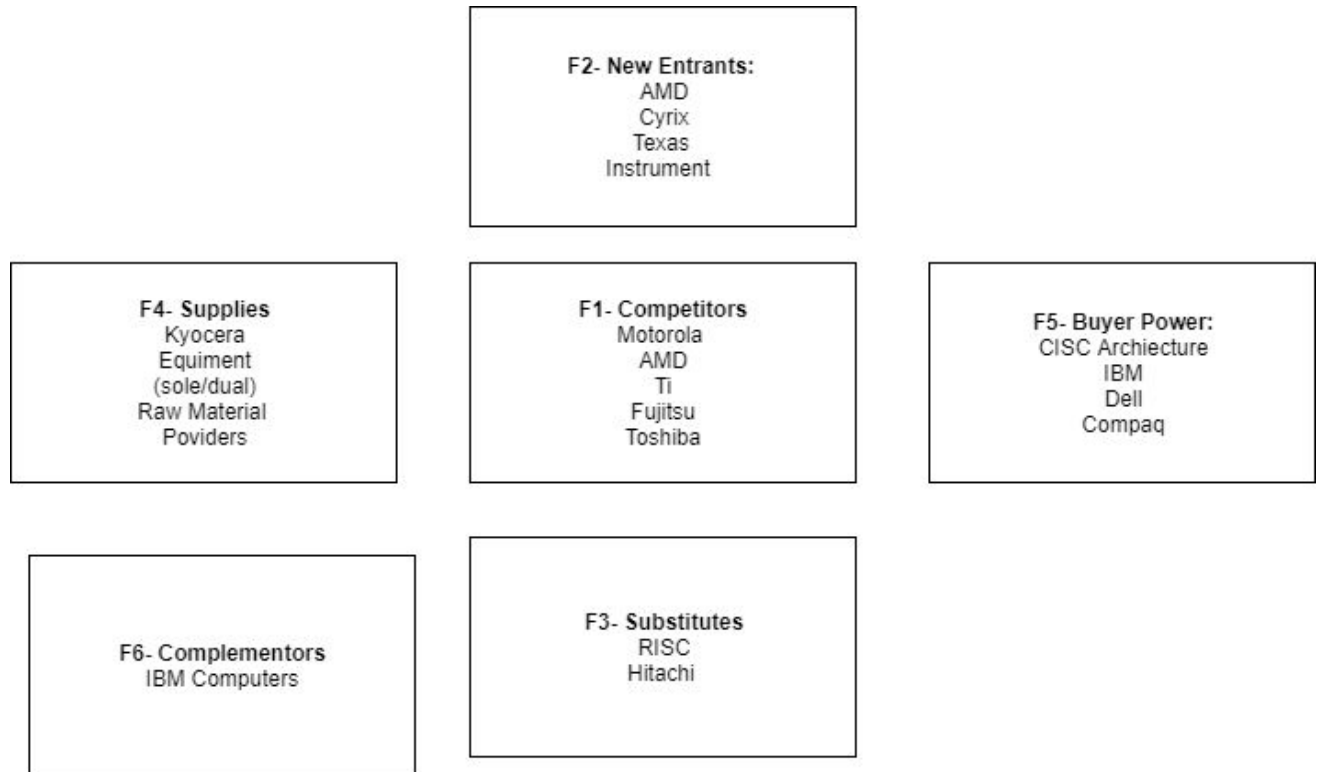 F2- New Entrants:
AMD
Cyrix
Texas
Instrument
F4- Supplies
Kyocera
Equiment
(sole/dual)
Raw Material
Poviders
F1- Competitors
Motorola
AMD
Ti
Fujitsu
Toshiba
F5- Buyer Power:
CISC Archiecture
IBM
Dell
Compaq
F6- Complementors
IBM Computers
F3- Substitutes
RISC
Hitachi